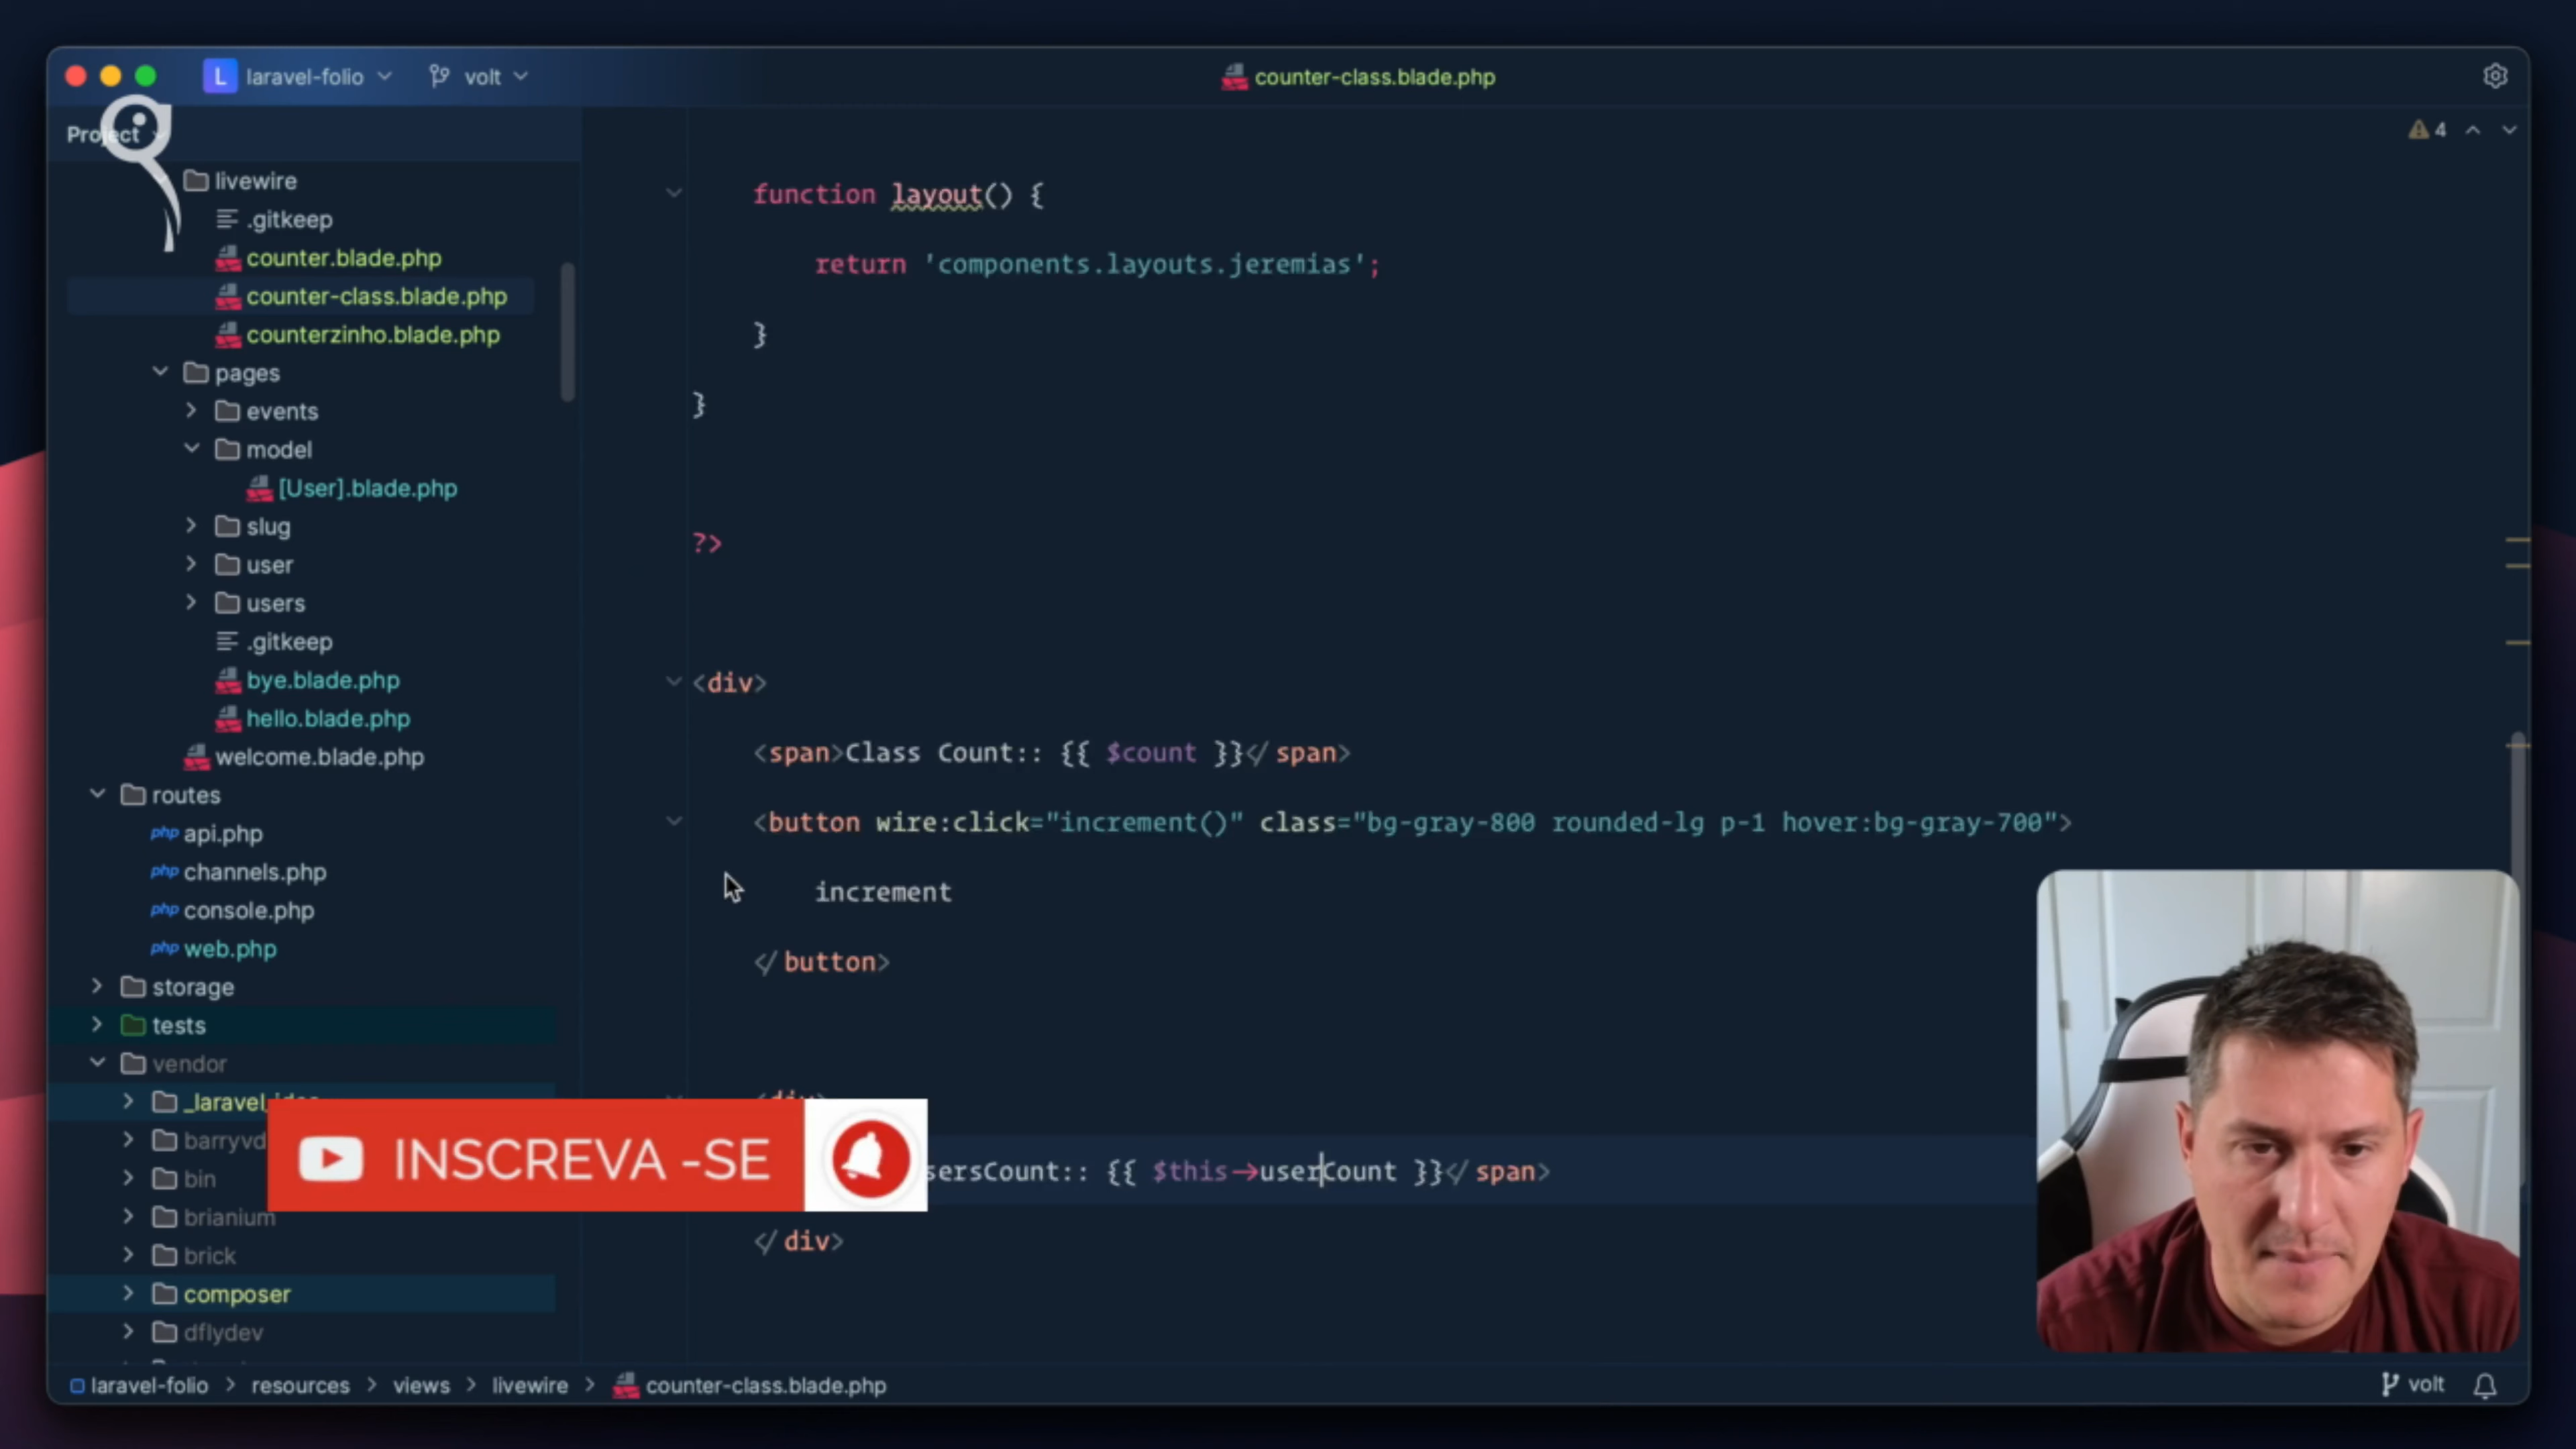 L laravel-folio volt counter-class.blade.php
Project
4
livewire
.gitkeep
counter.blade.php
counter-class.blade.php
counterzinho.blade.php
pages
events
model
[User].blade.php
slug
user
users
.gitkeep
bye.blade.php
hello.blade.php
welcome.blade.php
routes
php api.php
php channels.php
php console.php
php web.php
storage
tests
vendor
_laravel_idea
barryvd
bin
brianium
brick
composer
dflydev
function layout() {
return 'components.layouts.jeremias';
}
}
?>
<div>
<span>Class Count:: {{ $count }}</span>
<button wire:click="increment()" class="bg-gray-800 rounded-lg p-1 hover:bg-gray-700">
increment
</button>
<div>
sersCount:: {{ $this->userCount }}</span>
</div>
INSCREVA -SE
laravel-folio > resources > views > livewire > counter-class.blade.php
volt